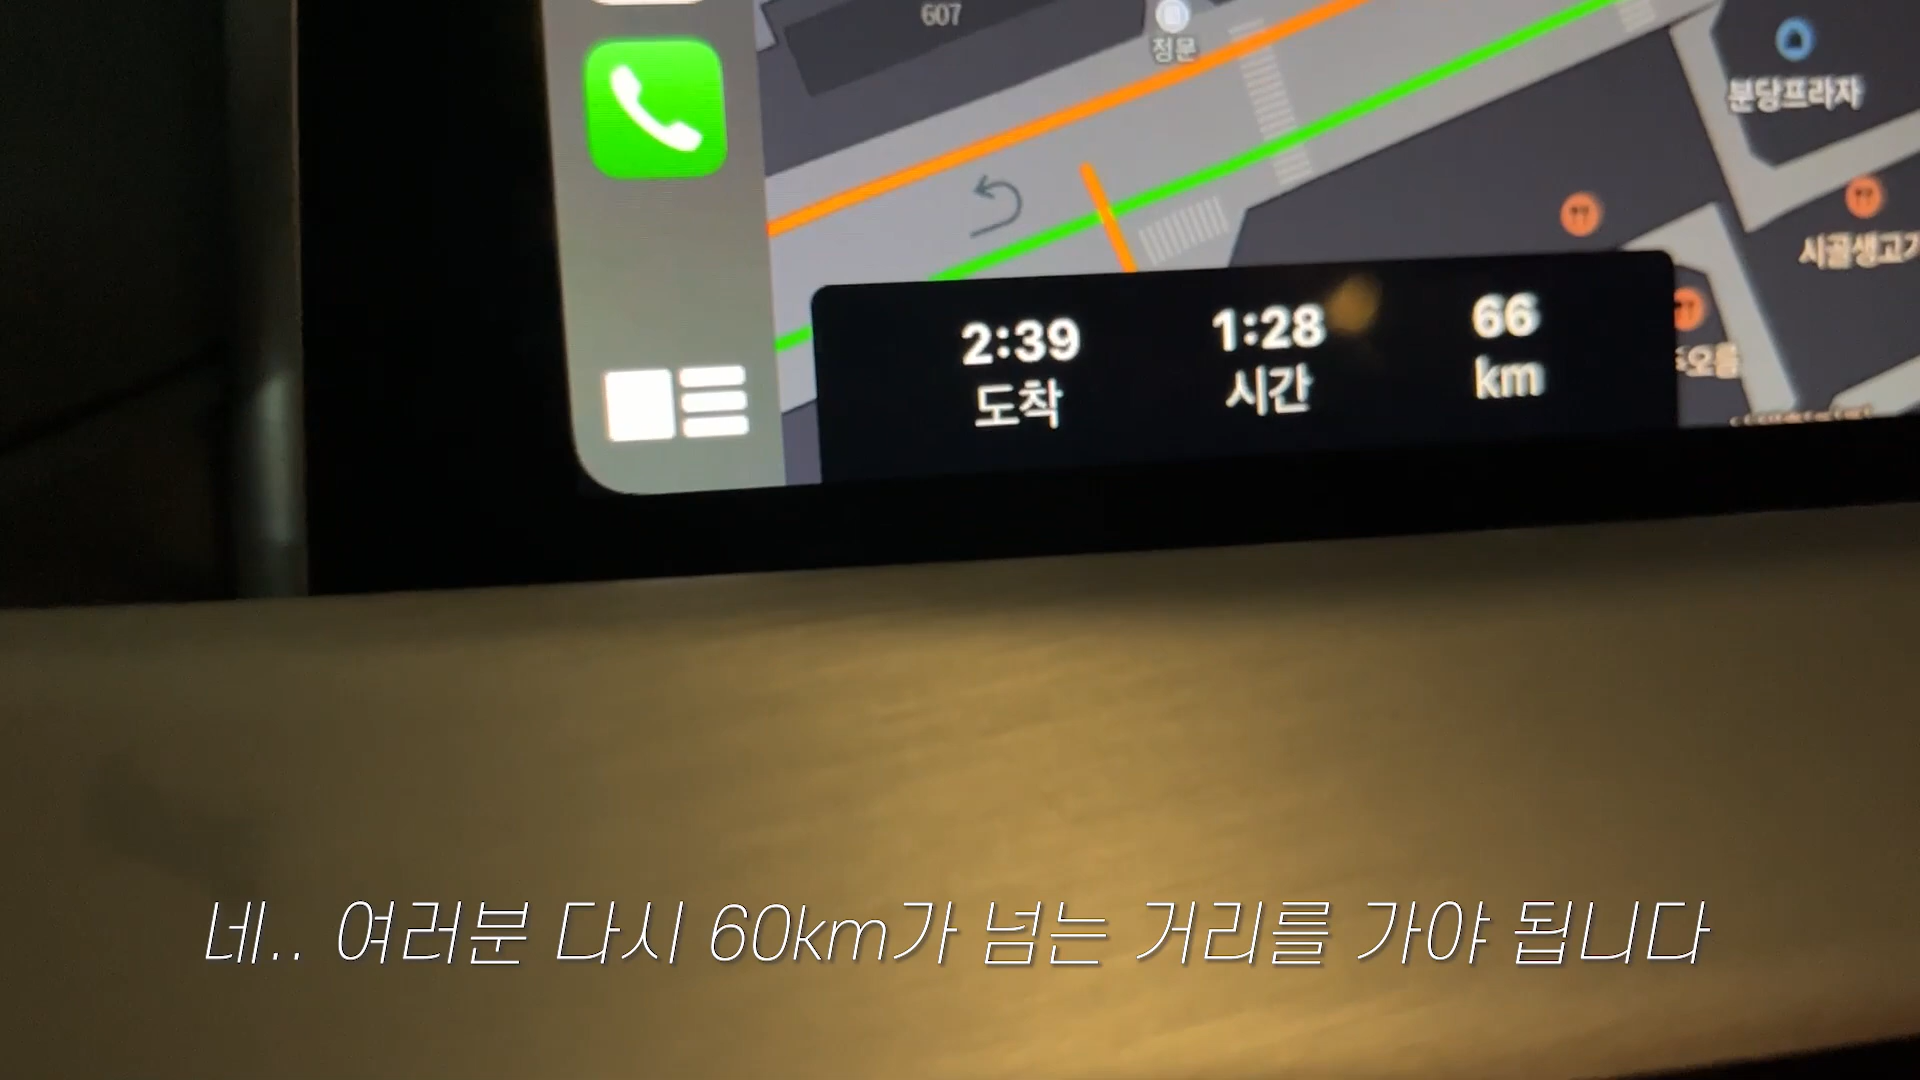 607
정문
분당프라자
시골생고기
2:39
도착
1:28
시간
66
km
네.. 여러분 다시 60km가 넘는 거리를 가야 됩니다